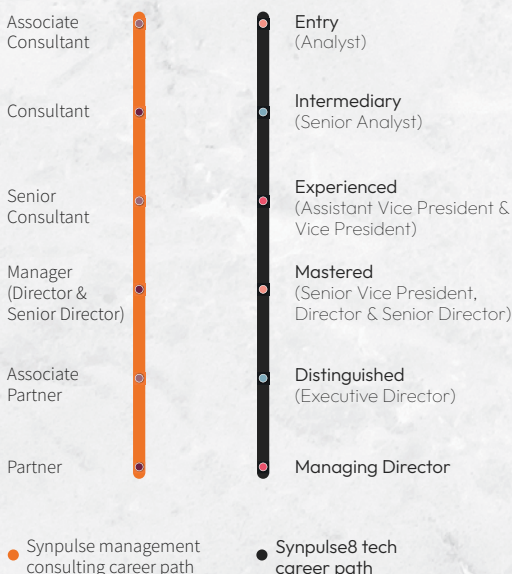 Associate
Consultant
Consultant
Senior
Consultant
Manager
(Director &
Senior Director)
Associate
Partner
Partner
Entry
(Analyst)
Intermediary
(Senior Analyst)
Experienced
(Assistant Vice President &
Vice President)
Mastered
(Senior Vice President,
Director & Senior Director)
Distinguished
(Executive Director)
Managing Director
Synpulse management
consulting career path
Synpulse8 tech
career path